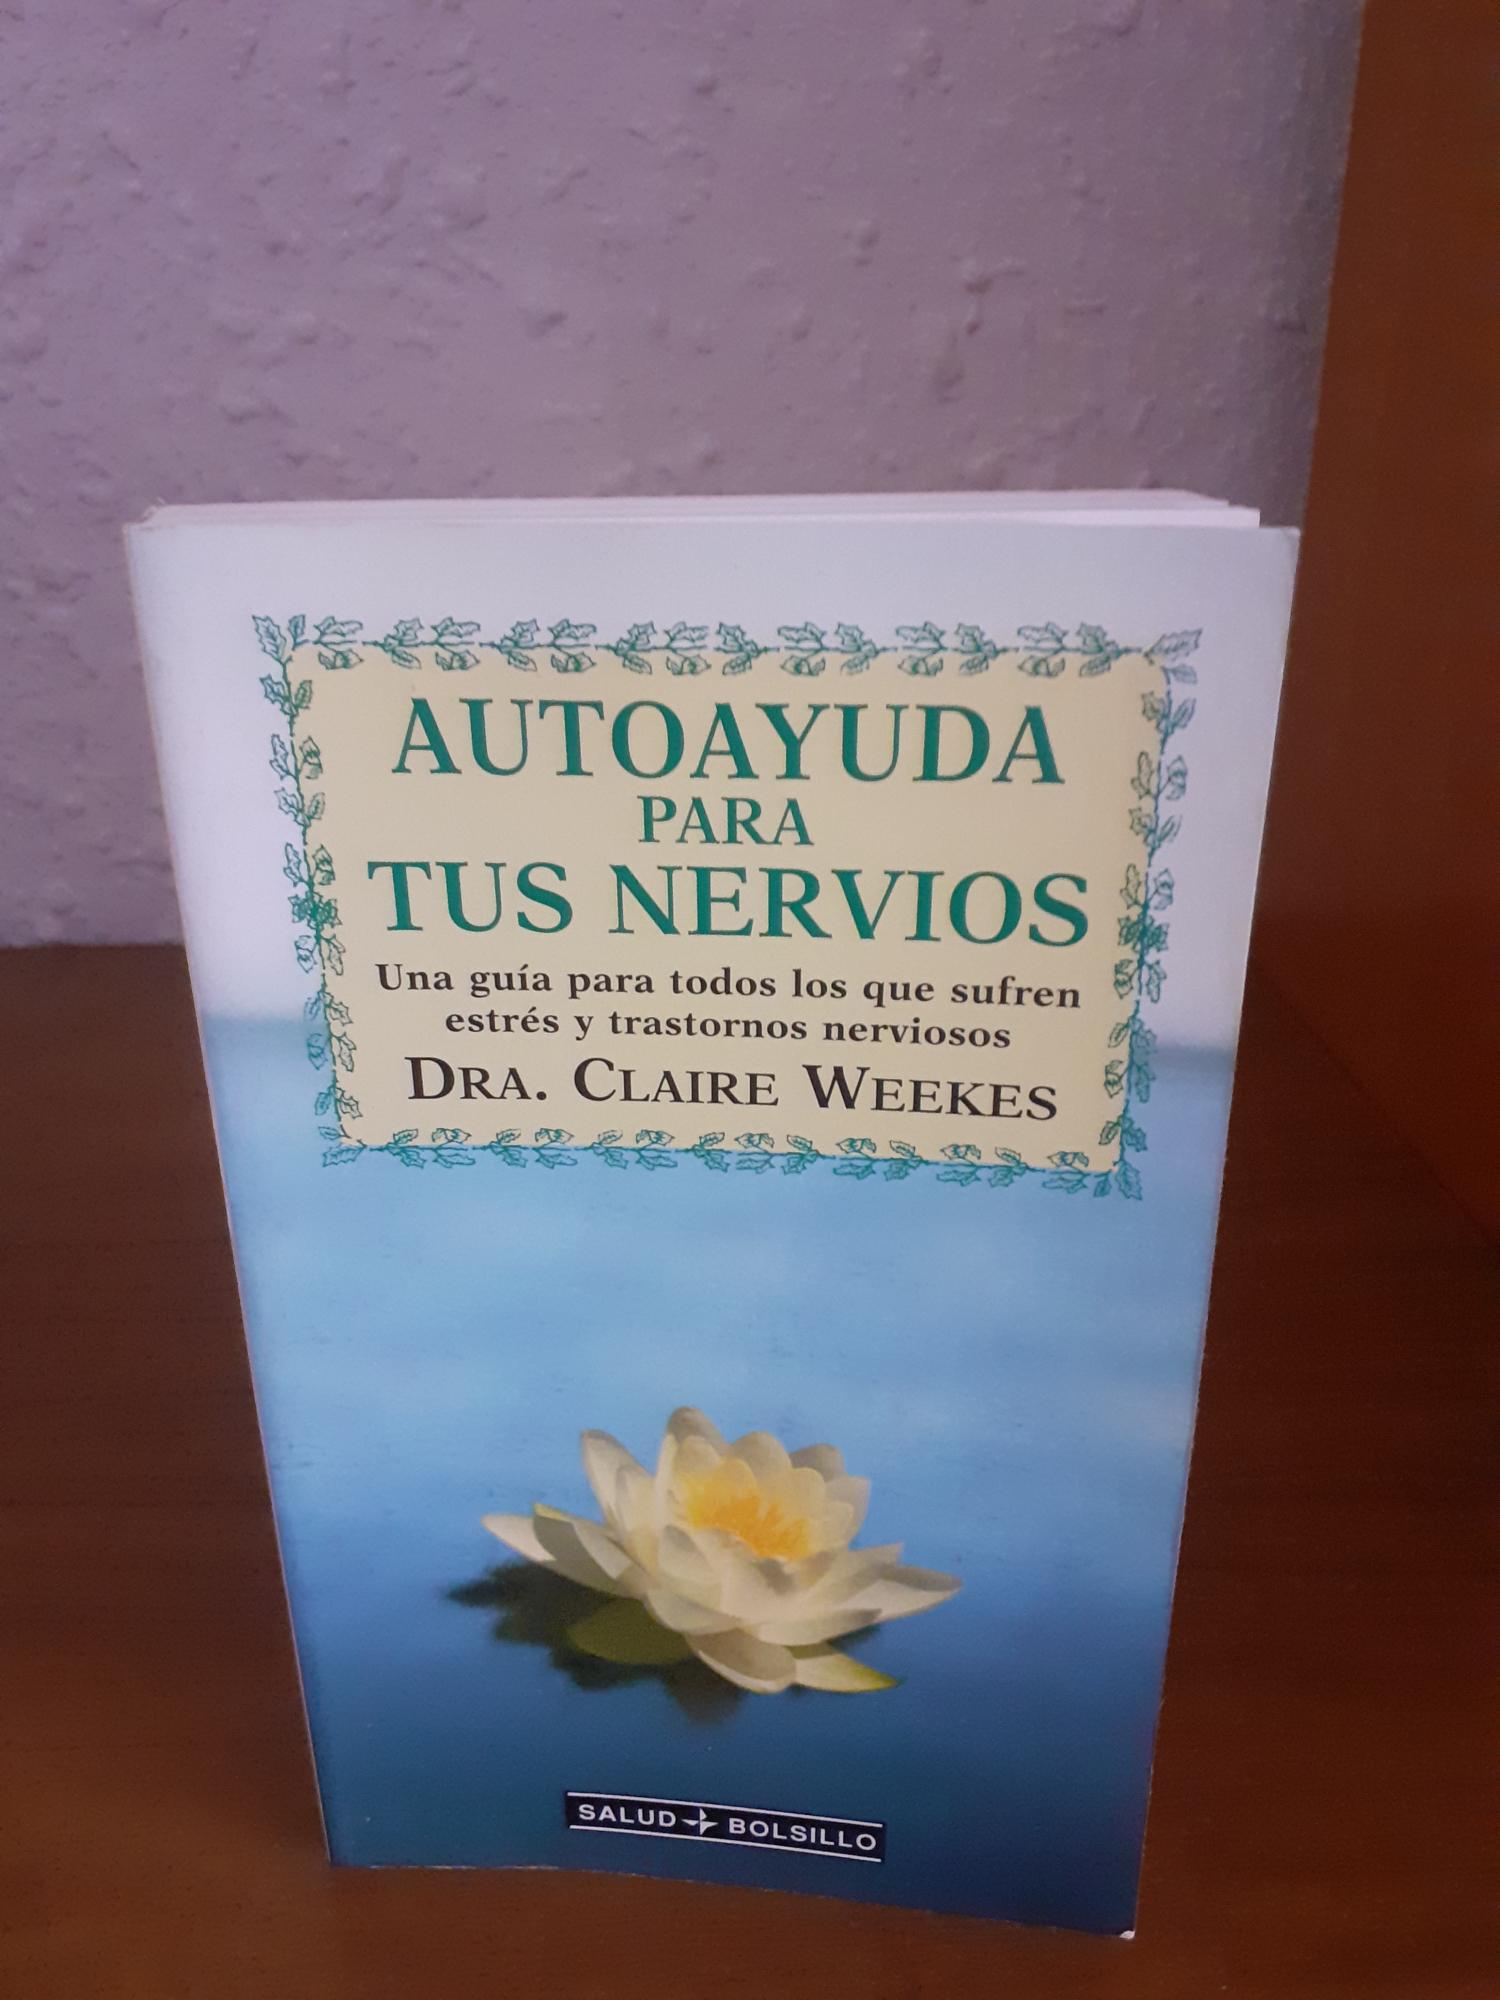 AUTOAYUDA
PARA
TUS NERVIOS
Una guía para todos los que sufren
estrés y trastornos nerviosos
DRA. CLAIRE WEEKES
SALUD BOLSILLO